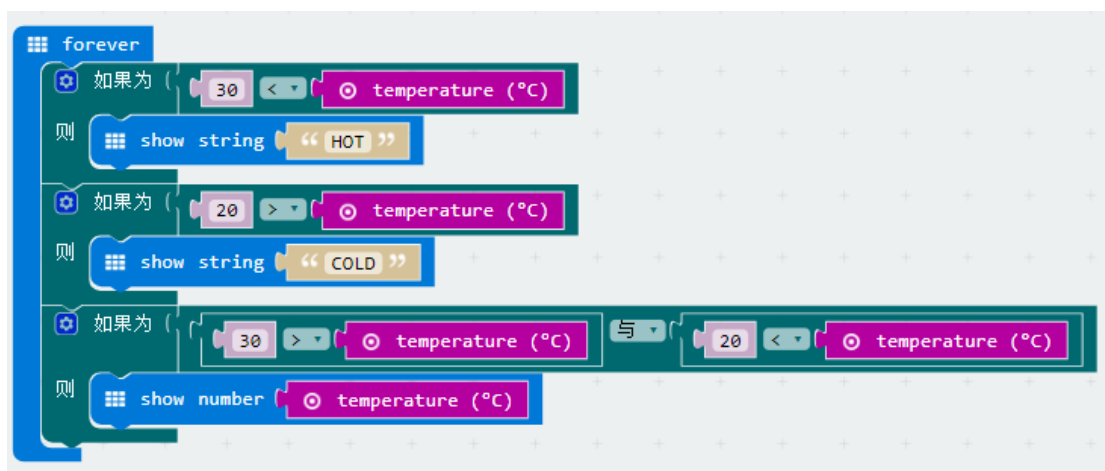 forever
如果为 ( 30 < temperature (°C)
则 show string “ HOT ”
如果为 ( 20 > temperature (°C)
则 show string “ COLD ”
如果为 ( 30 > temperature (°C) 与 20 < temperature (°C)
则 show number temperature (°C)